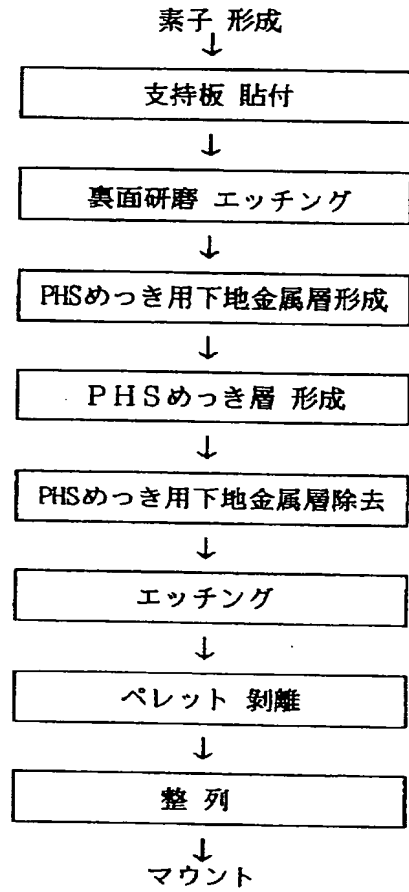 素子 形成
↓
支持板 貼付
↓
裏面研磨 エッチング
↓
PHSめっき用下地金属層形成
↓
PHSめっき層 形成
↓
PHSめっき用下地金属層除去
↓
エッチング
↓
ペレット 剝離
↓
整 列
↓
マウント